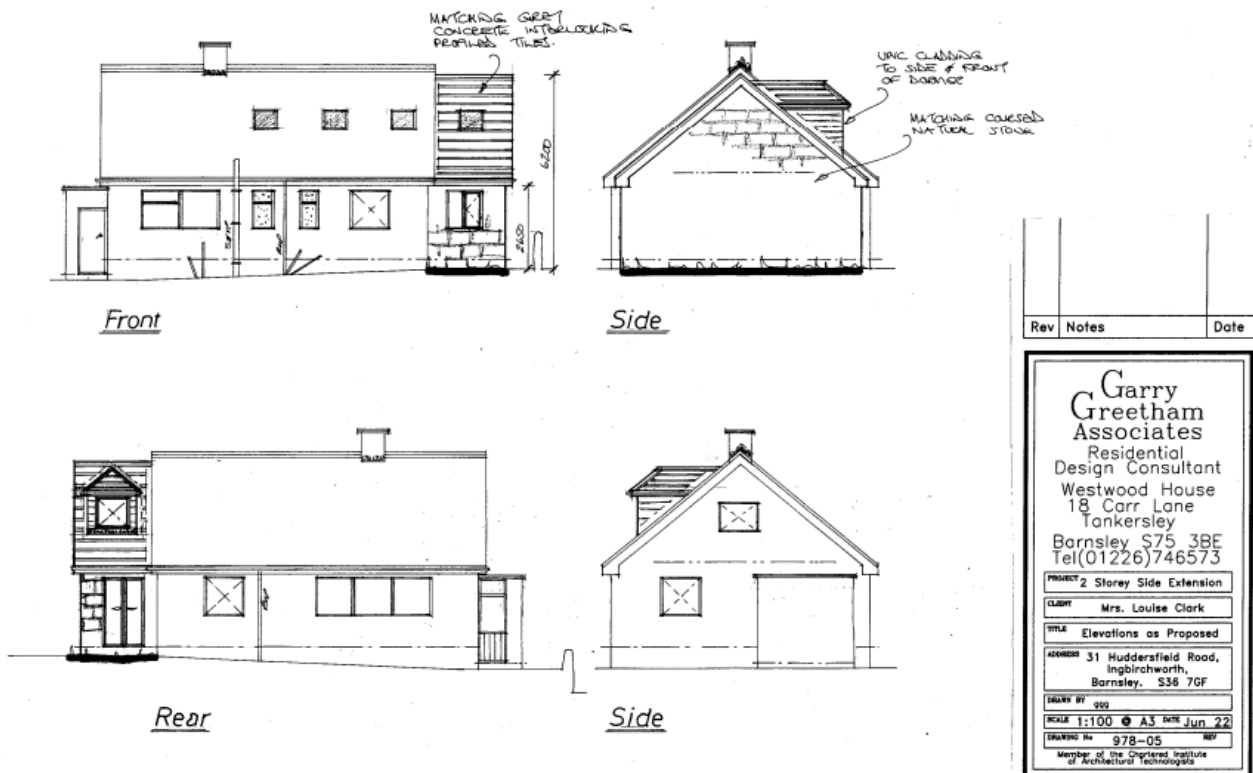 MATCHING GREY
CONCRETE INTERLOCKING
PROFILED TILES.
UPVC CLADDING
TO SIDE & FRONT
OF DORMER
MATCHING COURSED
NATURAL STONE
6200
2650
S&VP
RWP
Front
Side
RWP
Rear
Side
Rev Notes Date
Garry
Greetham
Associates
Residential
Design Consultant
Westwood House
18 Carr Lane
Tankersley
Barnsley S75 3BE
Tel(01226)746573
PROJECT 2 Storey Side Extension
CLIENT Mrs. Louise Clark
TITLE Elevations as Proposed
ADDRESS 31 Huddersfield Road,
Ingbirchworth,
Barnsley. S36 7GF
DRAWN BY ggg
SCALE 1:100 @ A3 DATE Jun 22
DRAWING No 978-05 REV
Member of the Chartered Institute
of Architectural Technologists